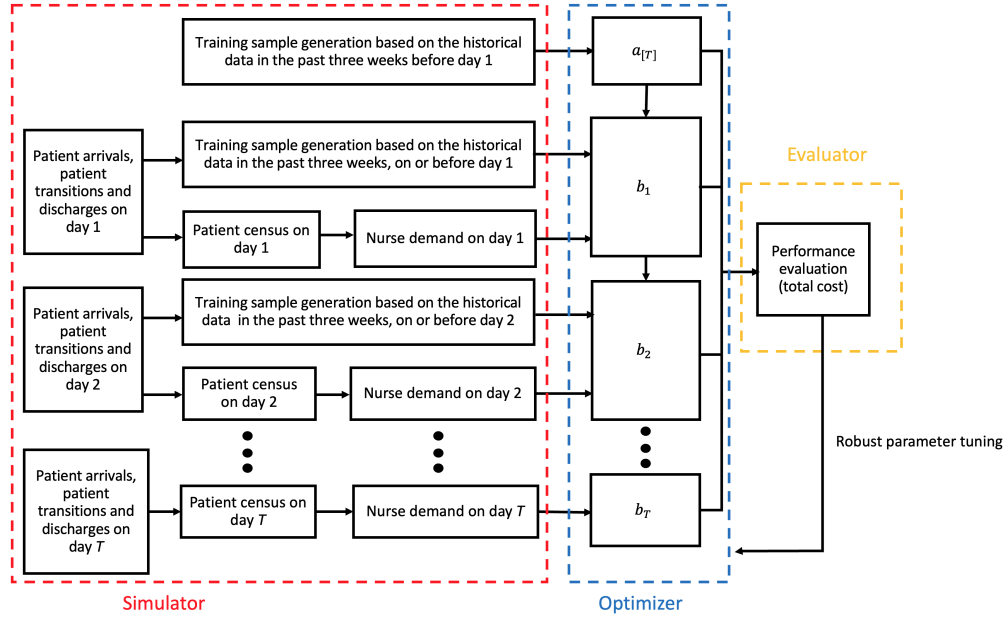 Training sample generation based on the historical
data in the past three weeks before day 1
a[T]
Patient arrivals,
patient
transitions and
discharges on
day 1
Training sample generation based on the historical
data in the past three weeks, on or before day 1
b1
Patient census on
day 1
Nurse demand on day 1
Evaluator
Performance
evaluation
(total cost)
Patient arrivals,
patient
transitions and
discharges on
day 2
Training sample generation based on the historical
data in the past three weeks, on or before day 2
b2
Patient census
on day 2
Nurse demand on day 2
Robust parameter tuning
Patient arrivals,
patient
transitions and
discharges on
day T
Patient census on
day T
Nurse demand on day T
bT
Simulator
Optimizer